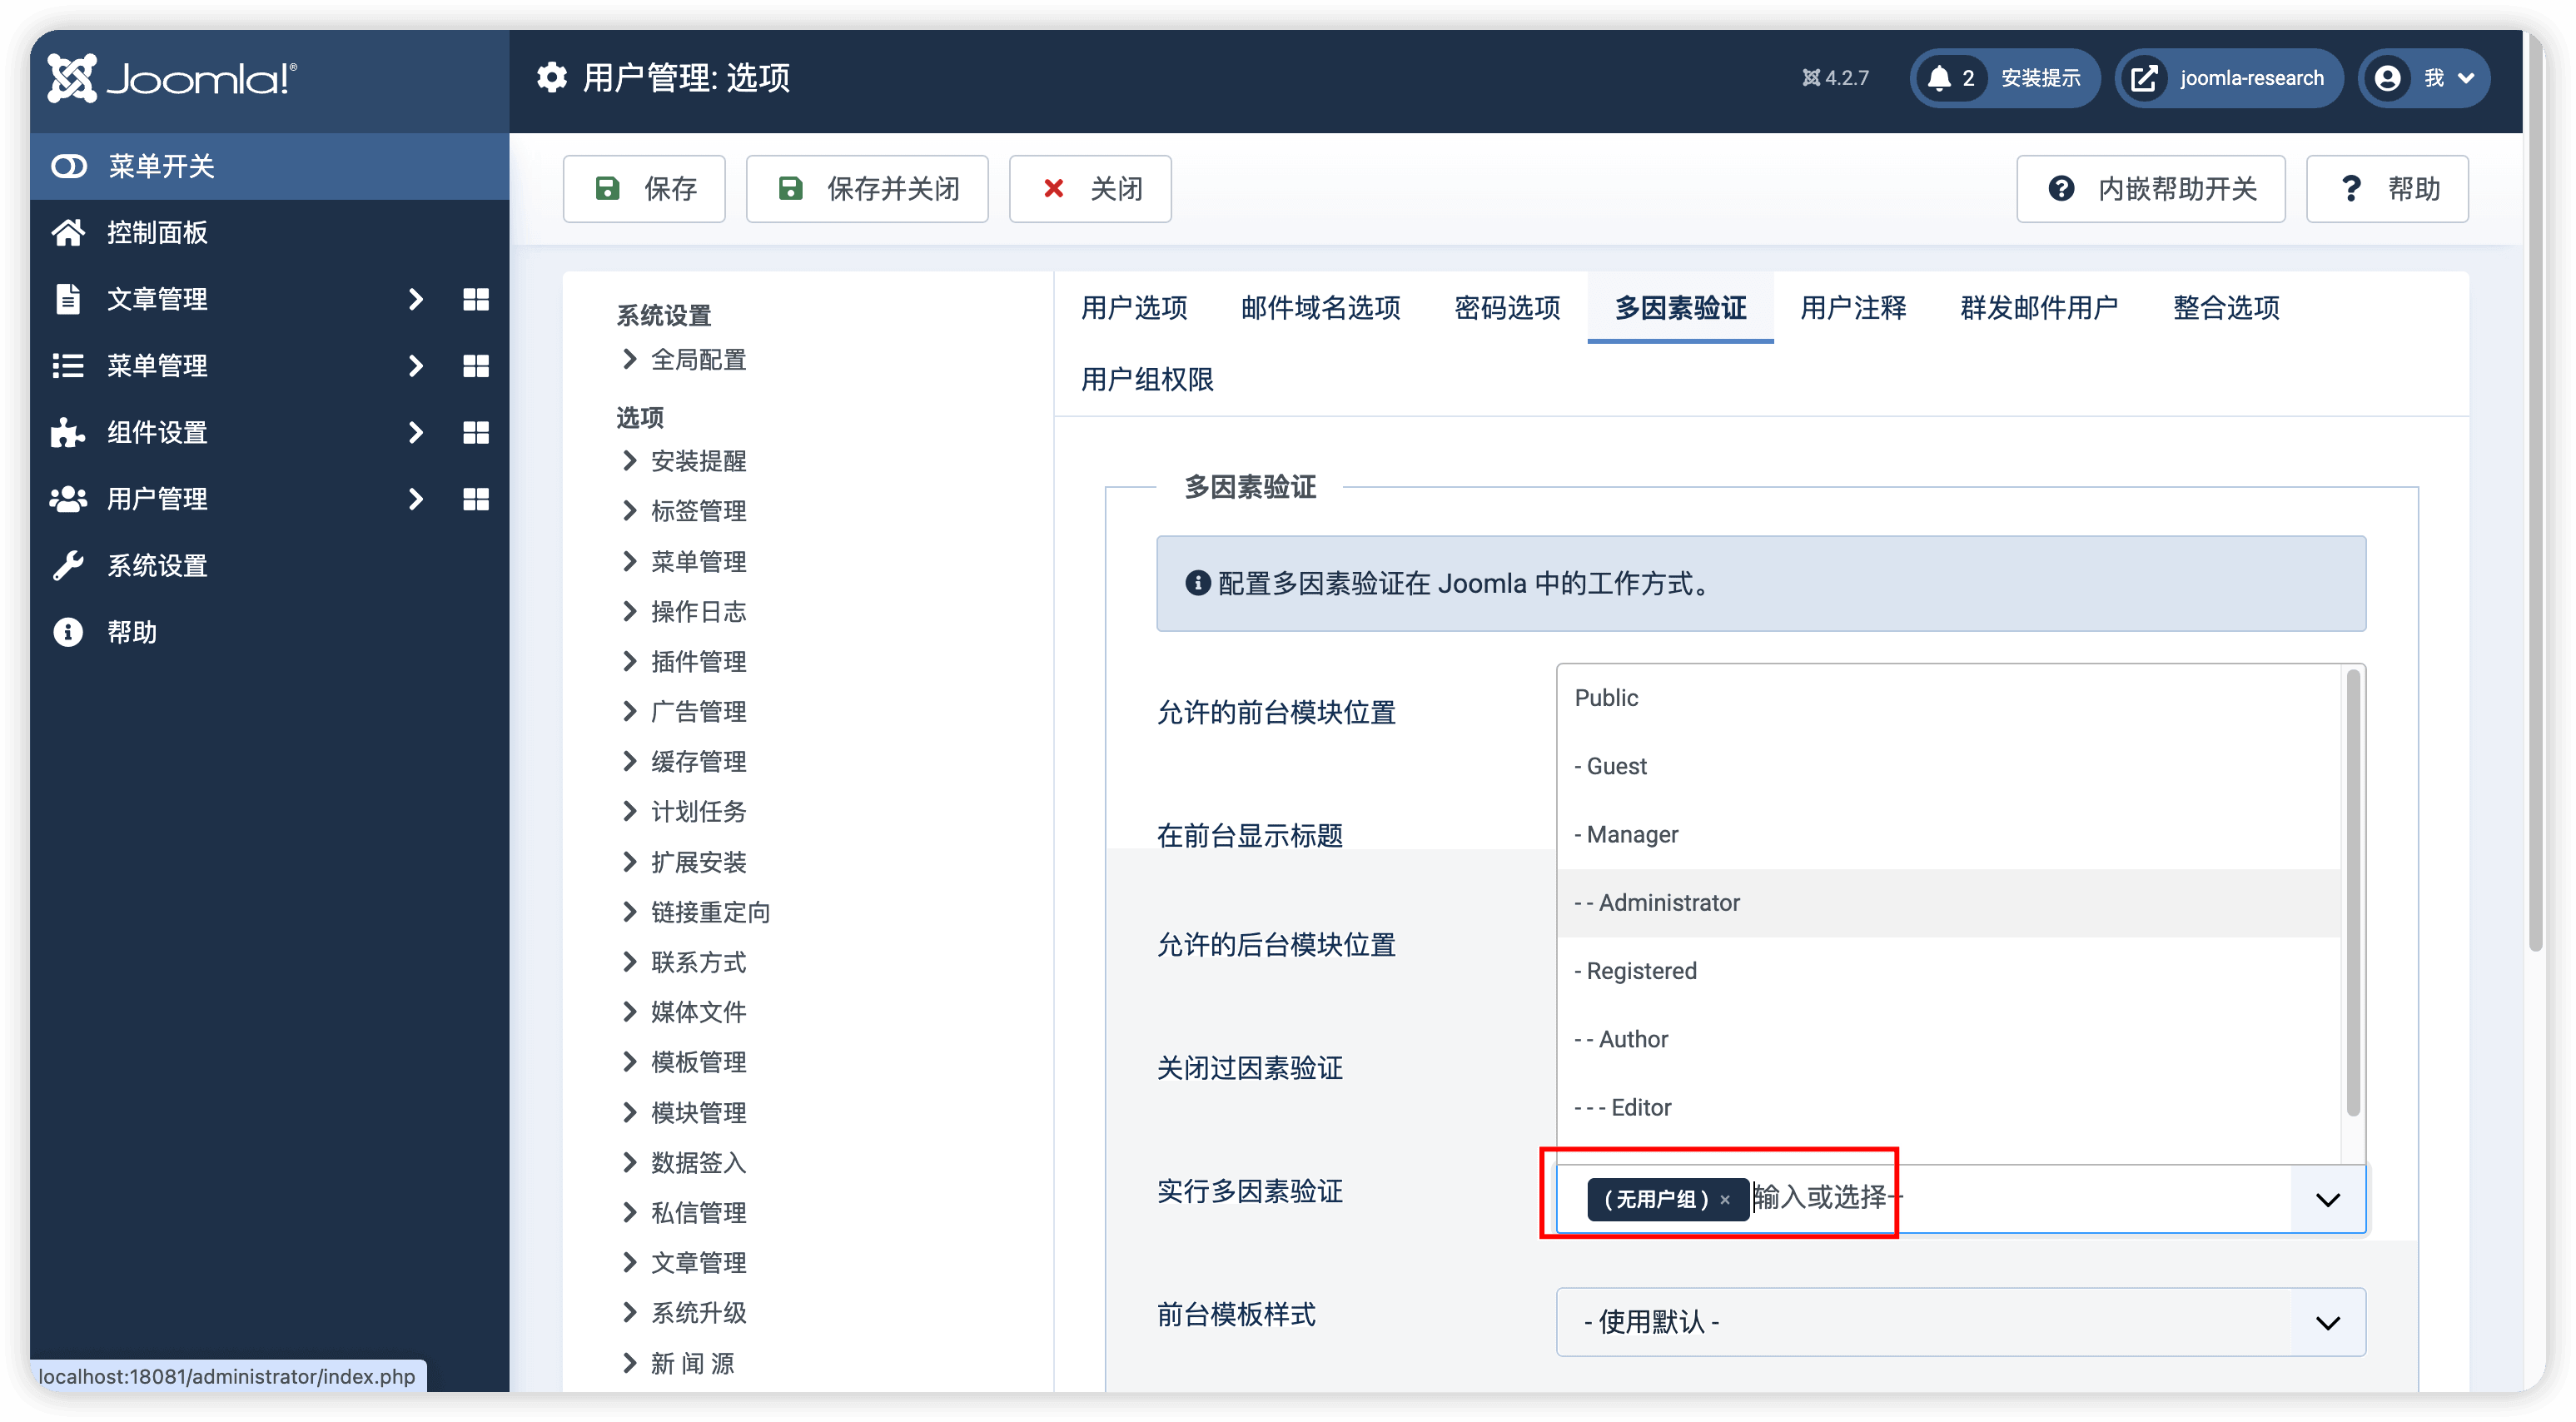 Joomla!®
用户管理: 选项
4.2.7
2 安装提示
joomla-research
我
菜单开关
控制面板
文章管理
菜单管理
组件设置
用户管理
系统设置
帮助
保存
保存并关闭
关闭
内嵌帮助开关
? 帮助
系统设置
全局配置
选项
安装提醒
标签管理
菜单管理
操作日志
插件管理
广告管理
缓存管理
计划任务
扩展安装
链接重定向
联系方式
媒体文件
模板管理
模块管理
数据签入
私信管理
文章管理
系统升级
新 闻 源
用户选项 邮件域名选项 密码选项 多因素验证 用户注释 群发邮件用户 整合选项
用户组权限
多因素验证
配置多因素验证在 Joomla 中的工作方式。
允许的前台模块位置
在前台显示标题
允许的后台模块位置
关闭过因素验证
实行多因素验证
前台模板样式
Public
- Guest
- Manager
- - Administrator
- Registered
- - Author
- - - Editor
( 无用户组 ) × 输入或选择
- 使用默认 -
localhost:18081/administrator/index.php